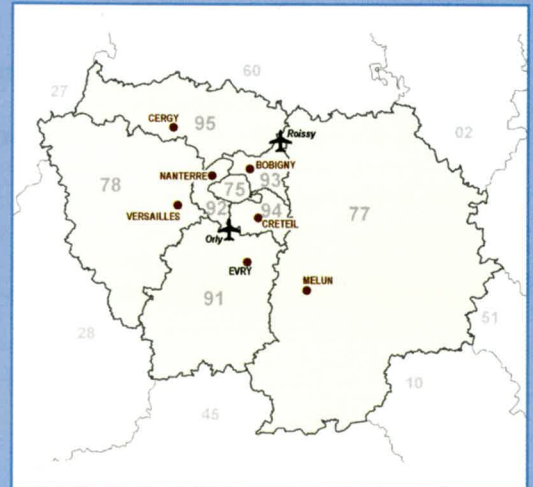 60
27
CERGY
95
Roissy
02
BOBIGNY
NANTERRE
93
78
75
77
92
94
VERSAILLES
CRETEIL
Orly
EVRY
MELUN
91
51
28
10
45